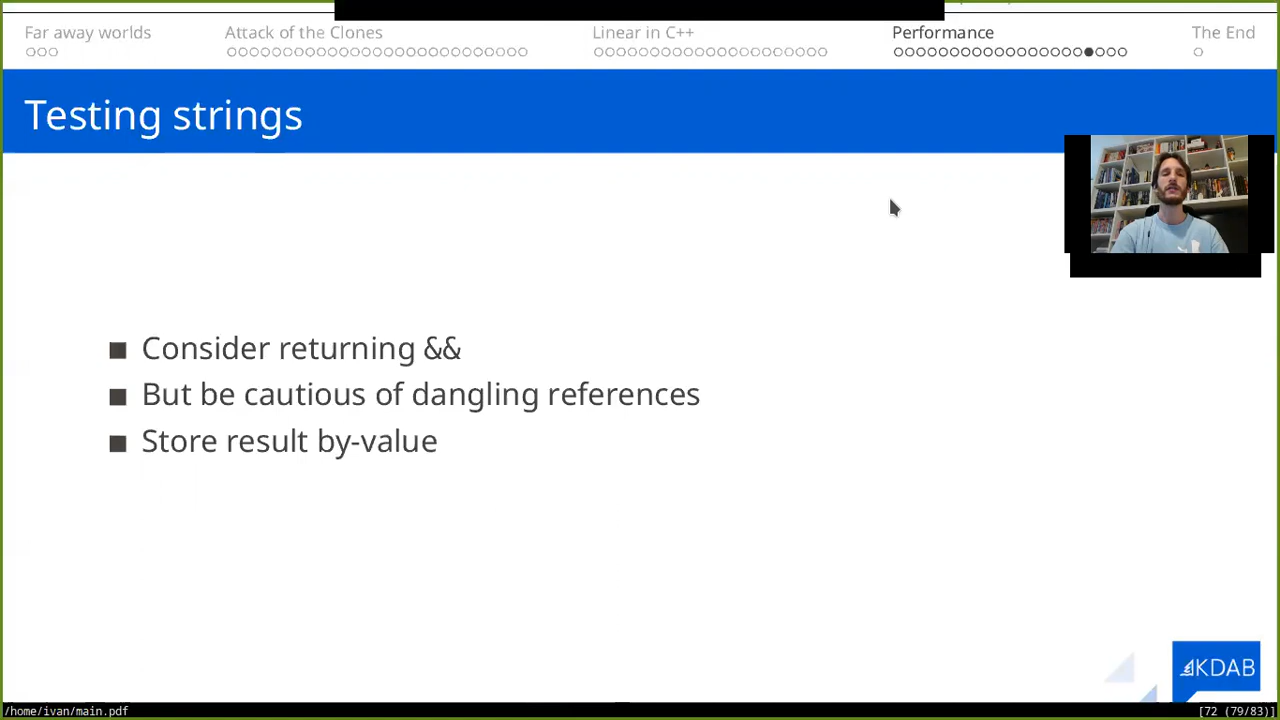 Far away worlds
Attack of the Clones
Linear in C++
Performance
The End
Testing strings
Consider returning &&
But be cautious of dangling references
Store result by-value
KDAB
/home/ivan/main.pdf
[72 (79/83)]